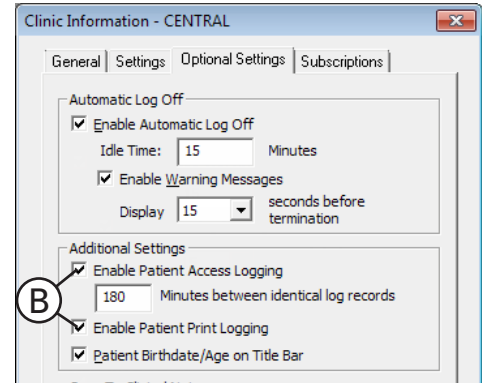 Clinic Information - CENTRAL
General Settings Optional Settings Subscriptions
Automatic Log Off
Enable Automatic Log Off
Idle Time: 15 Minutes
Enable Warning Messages
Display 15 seconds before
termination
Additional Settings
Enable Patient Access Logging
B
180 Minutes between identical log records
Enable Patient Print Logging
Patient Birthdate/Age on Title Bar